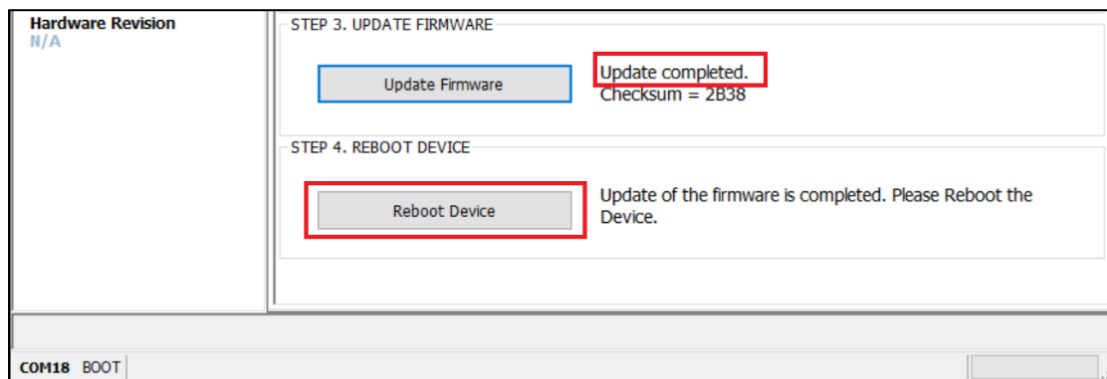 Hardware Revision
N/A
STEP 3. UPDATE FIRMWARE
Update Firmware
Update completed.
Checksum = 2B38
STEP 4. REBOOT DEVICE
Reboot Device
Update of the firmware is completed. Please Reboot the
Device.
COM18 BOOT